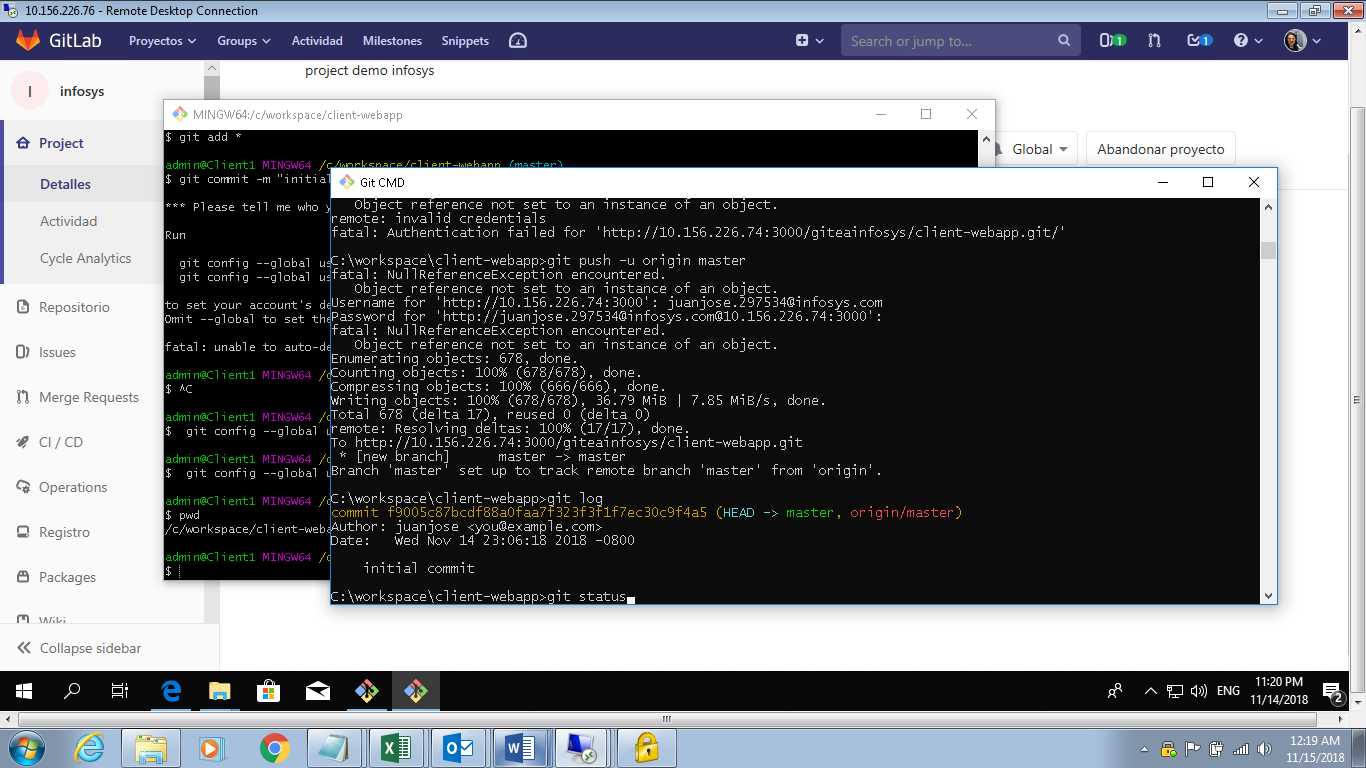 10.156.226.76 - Remote Desktop Connection
GitLab
Proyectos
Groups
Actividad
Milestones
Snippets
Search or jump to...
1
1
I
infosys
project demo infosys
Project
Detalles
Actividad
Cycle Analytics
Repositorio
Issues
Merge Requests
CI / CD
Operations
Registro
Packages
Wiki
Collapse sidebar
Global
Abandonar proyecto
MINGW64:/c/workspace/client-webapp
$ git add *
admin@Client1 MINGW64 /c/workspace/client-webapp (master)
$ git commit -m "initial
*** Please tell me who y
Run
git config --global us
git config --global us
to set your account's de
Omit --global to set the
fatal: unable to auto-de
admin@Client1 MINGW64 /c
$ ^C
admin@Client1 MINGW64 /c
$ git config --global u
admin@Client1 MINGW64 /c
$ git config --global u
admin@Client1 MINGW64 /c
$ pwd
/c/workspace/client-webap
admin@Client1 MINGW64 /c
$
Git CMD
Object reference not set to an instance of an object.
remote: invalid credentials
fatal: Authentication failed for 'http://10.156.226.74:3000/giteainfosys/client-webapp.git/'
C:\workspace\client-webapp>git push -u origin master
fatal: NullReferenceException encountered.
Object reference not set to an instance of an object.
Username for 'http://10.156.226.74:3000': juanjose.297534@infosys.com
Password for 'http://juanjose.297534@infosys.com@10.156.226.74:3000':
fatal: NullReferenceException encountered.
Object reference not set to an instance of an object.
Enumerating objects: 678, done.
Counting objects: 100% (678/678), done.
Compressing objects: 100% (666/666), done.
Writing objects: 100% (678/678), 36.79 MiB | 7.85 MiB/s, done.
Total 678 (delta 17), reused 0 (delta 0)
remote: Resolving deltas: 100% (17/17), done.
To http://10.156.226.74:3000/giteainfosys/client-webapp.git
* [new branch] master -> master
Branch 'master' set up to track remote branch 'master' from 'origin'.
C:\workspace\client-webapp>git log
commit f9005c87bcdf88a0faa7f323f3f1f7ec30c9f4a5 (HEAD -> master, origin/master)
Author: juanjose <you@example.com>
Date: Wed Nov 14 23:06:18 2018 -0800
initial commit
C:\workspace\client-webapp>git status
ENG
11:20 PM
11/14/2018
2
12:19 AM
11/15/2018